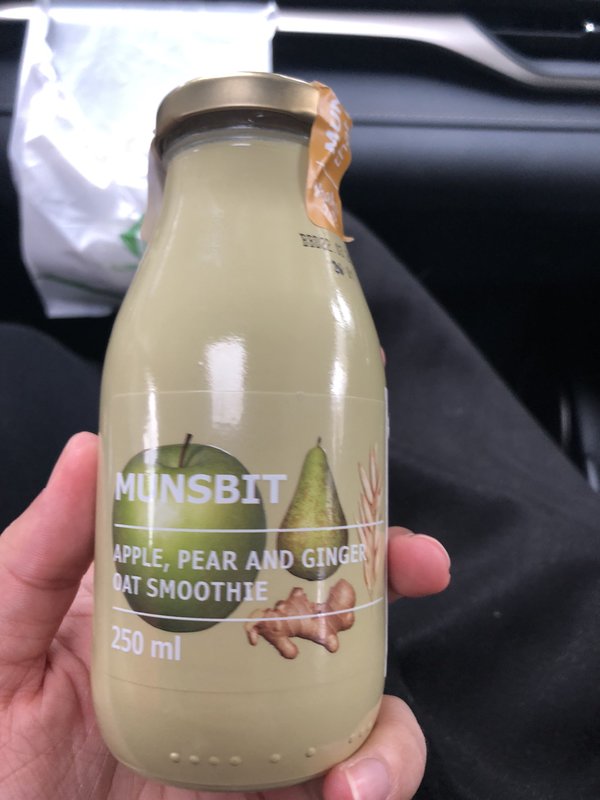 MUNSBIT
APPLE, PEAR AND GINGER
OAT SMOOTHIE
250 ml